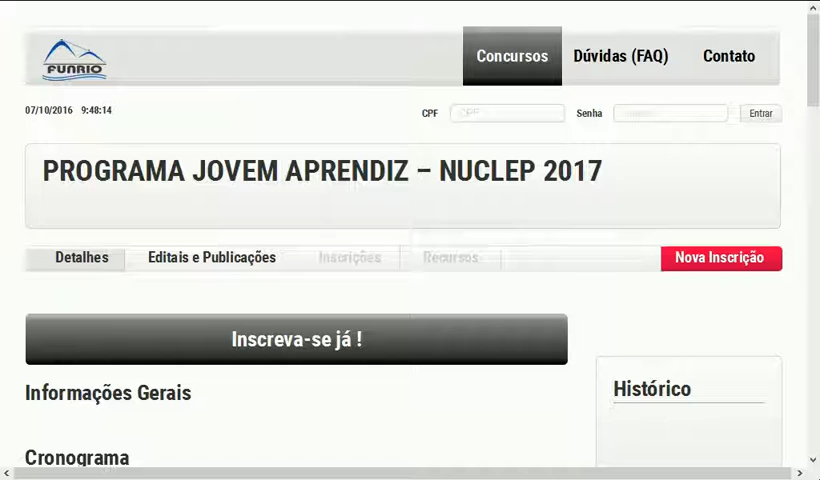 FUNRIO
Concursos Dúvidas (FAQ) Contato
07/10/2016 9:48:14 CPF CPF Senha Entrar
PROGRAMA JOVEM APRENDIZ – NUCLEP 2017
Detalhes Editais e Publicações Inscrições Recursos Nova Inscrição
Inscreva-se já !
Informações Gerais
Histórico
Cronograma